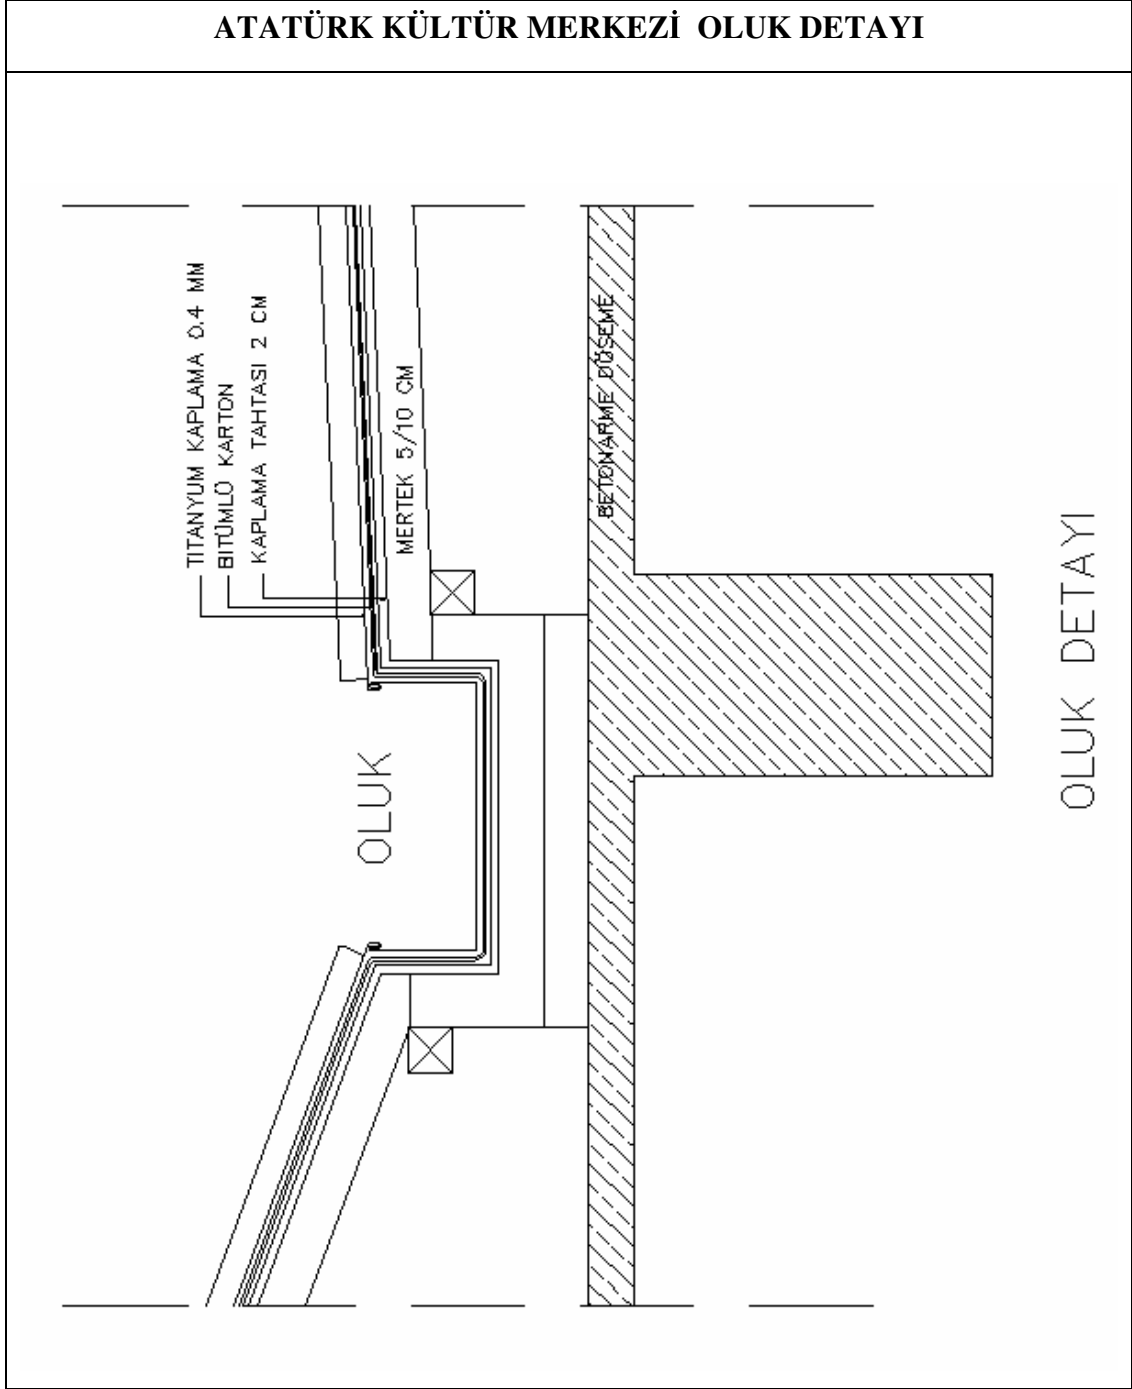 ATATÜRK KÜLTÜR MERKEZİ OLUK DETAYI
TITANYUM KAPLAMA 0.4 MM
BITÜMLÜ KARTON
KAPLAMA TAHTASI 2 CM
MERTEK 5/10 CM
BETONARME DÖŞEME
OLUK
OLUK DETAYI